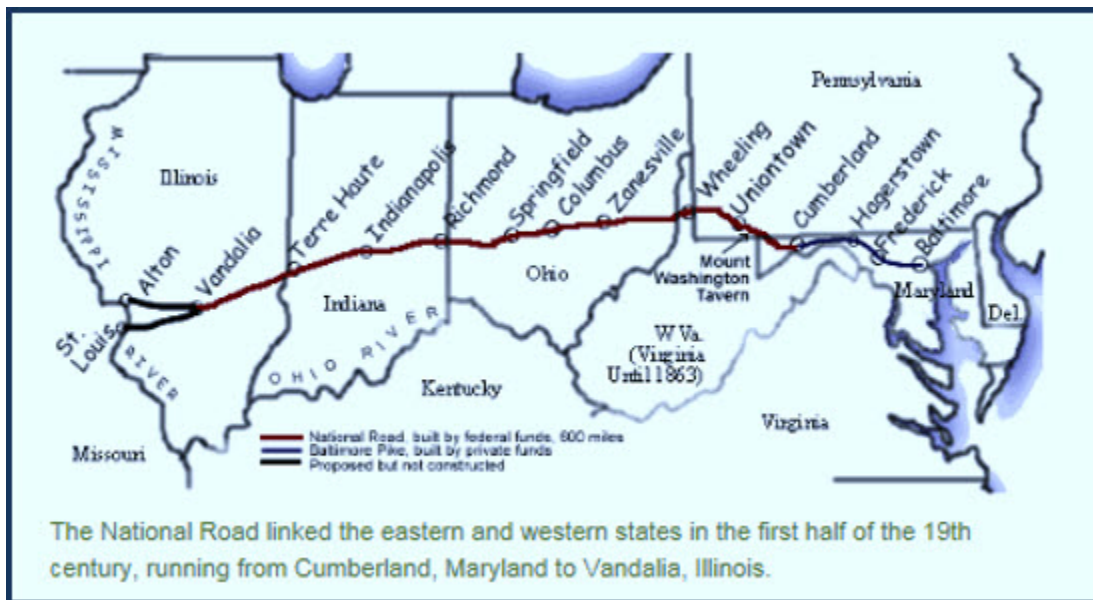 Pennsylvania
MISSISSIPPI
Illinois
Alton
Vandalia
Terre Haute
Indianapolis
Richmond
Springfield
Columbus
Zanesville
Wheeling
Uniontown
Cumberland
Hagerstown
Frederick
Baltimore
Mount
Washington
Tavern
Maryland
Del.
Ohio
Indiana
St.
Louis
RIVER
OHIO RIVER
W Va.
(Virginia
Until 1863)
Kentucky
Virginia
Missouri
National Road, built by federal funds, 600 miles
Baltimore Pike, built by private funds
Proposed but not constructed
The National Road linked the eastern and western states in the first half of the 19th
century, running from Cumberland, Maryland to Vandalia, Illinois.